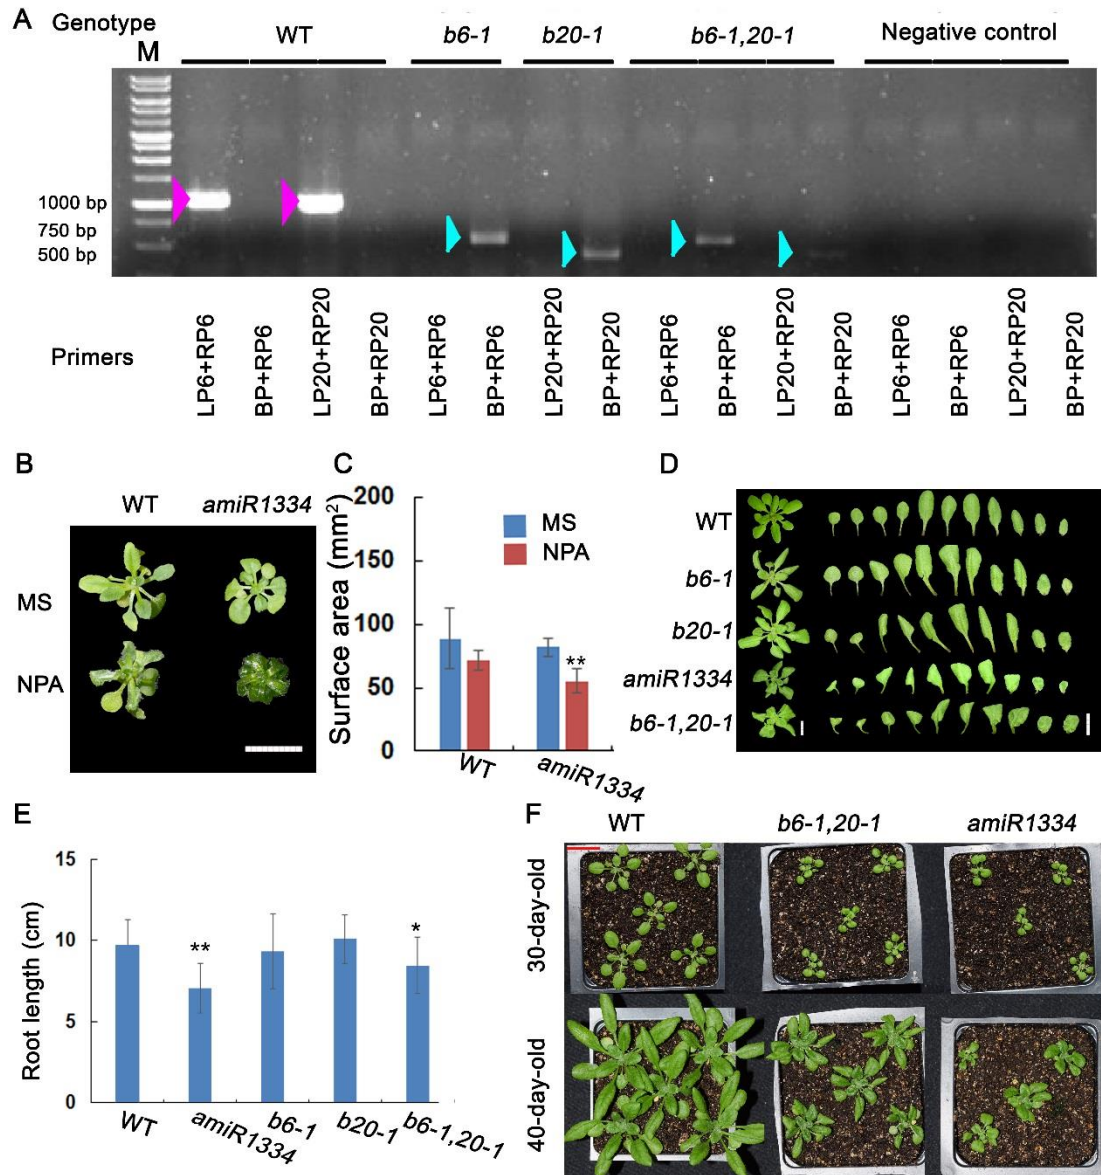 A
Genotype
WT
b6-1
b20-1
b6-1,20-1
Negative control
M
1000 bp
750 bp
500 bp
Primers
LP6+RP6
BP+RP6
LP20+RP20
BP+RP20
LP6+RP6
BP+RP6
LP20+RP20
BP+RP20
LP6+RP6
BP+RP6
LP20+RP20
BP+RP20
LP6+RP6
BP+RP6
LP20+RP20
BP+RP20
B
WT
amiR1334
MS
NPA
C
Surface area (mm²)
200
150
100
50
0
MS
NPA
**
WT
amiR1334
D
WT
b6-1
b20-1
amiR1334
b6-1,20-1
E
Root length (cm)
15
10
5
0
**
*
WT
amiR1334
b6-1
b20-1
b6-1,20-1
F
WT
b6-1,20-1
amiR1334
30-day-old
40-day-old